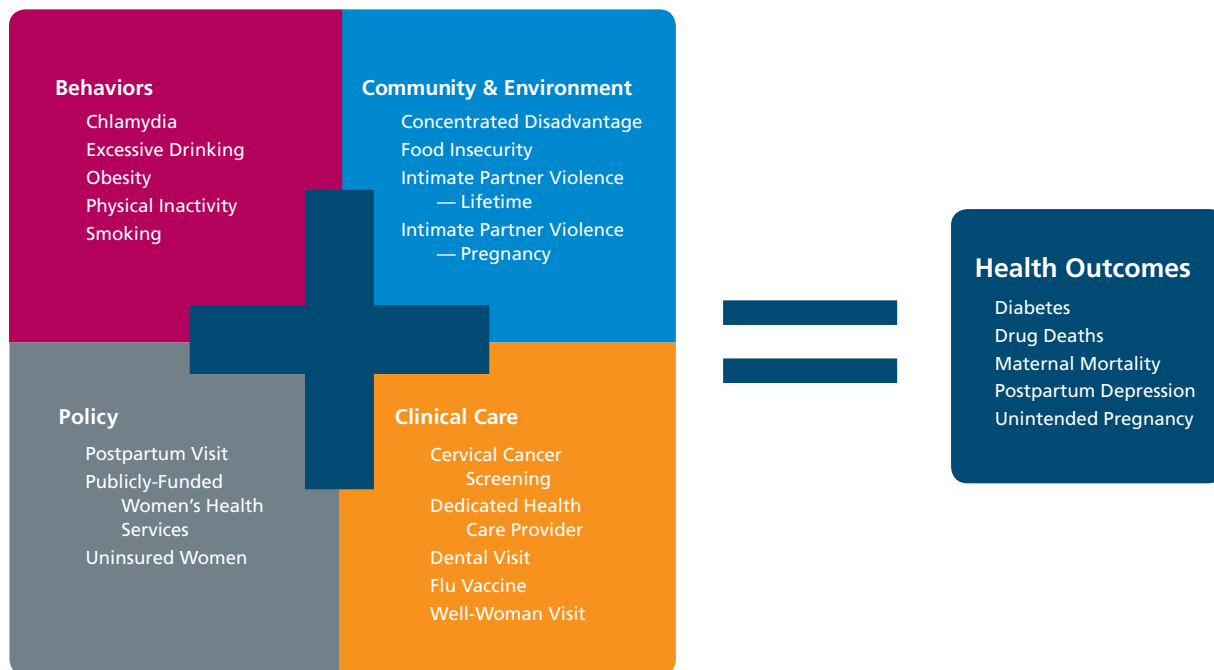 Behaviors
Chlamydia
Excessive Drinking
Obesity
Physical Inactivity
Smoking
Community & Environment
Concentrated Disadvantage
Food Insecurity
Intimate Partner Violence
— Lifetime
Intimate Partner Violence
— Pregnancy
Policy
Postpartum Visit
Publicly-Funded
Women’s Health
Services
Uninsured Women
Clinical Care
Cervical Cancer
Screening
Dedicated Health
Care Provider
Dental Visit
Flu Vaccine
Well-Woman Visit
Health Outcomes
Diabetes
Drug Deaths
Maternal Mortality
Postpartum Depression
Unintended Pregnancy